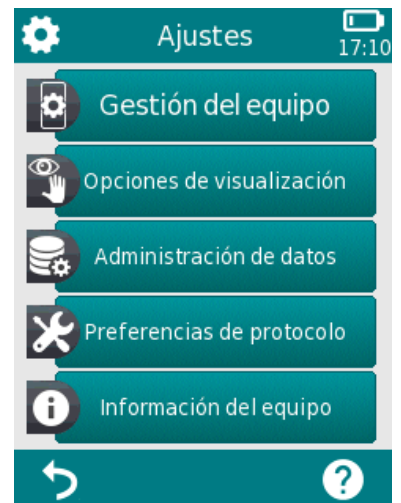 Ajustes
17:10
Gestión del equipo
Opciones de visualización
Administración de datos
Preferencias de protocolo
Información del equipo